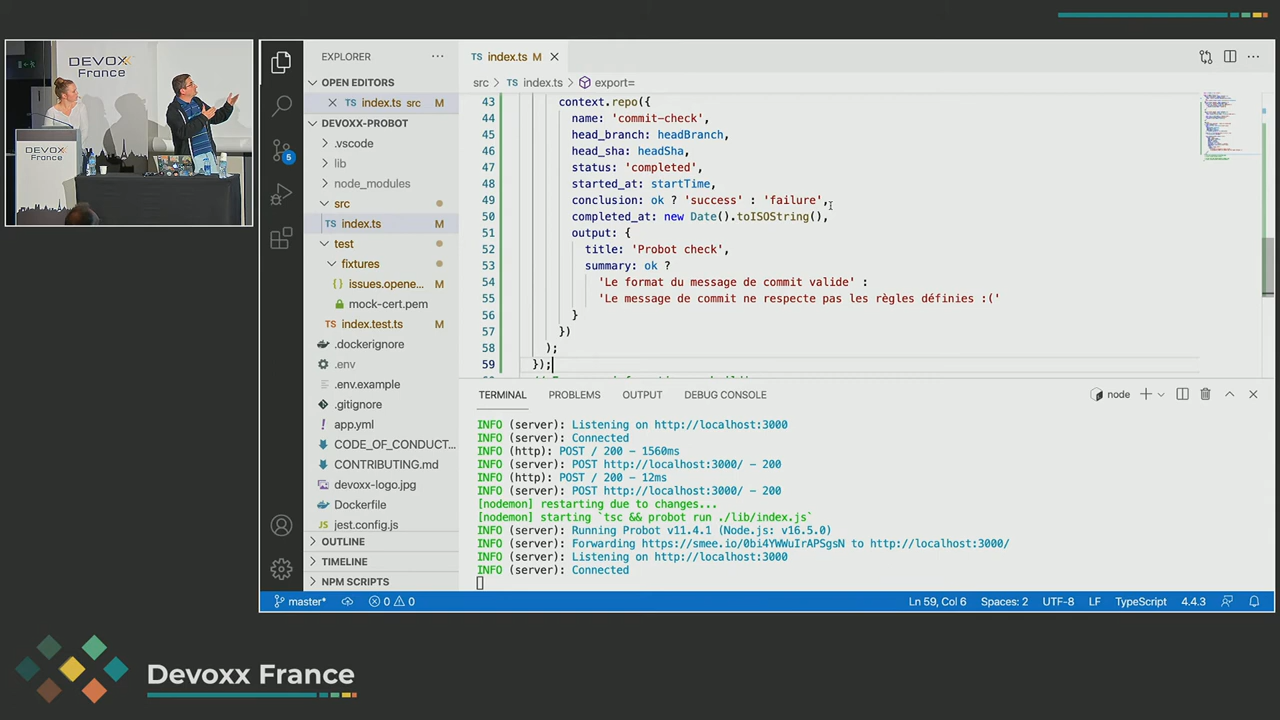 DEVOXX
France
DEVOXX
France
EXPLORER
OPEN EDITORS
index.ts src M
DEVOXX-PROBOT
.vscode
lib
node_modules
src
index.ts M
test
fixtures
issues.opene... M
mock-cert.pem
index.test.ts M
.dockerignore
.env
.env.example
.gitignore
app.yml
CODE_OF_CONDUCT...
CONTRIBUTING.md
devoxx-logo.jpg
Dockerfile
jest.config.js
OUTLINE
TIMELINE
NPM SCRIPTS
5
index.ts M
src > index.ts > export=
43 context.repo({
44 name: 'commit-check',
45 head_branch: headBranch,
46 head_sha: headSha,
47 status: 'completed',
48 started_at: startTime,
49 conclusion: ok ? 'success' : 'failure',
50 completed_at: new Date().toISOString(),
51 output: {
52 title: 'Probot check',
53 summary: ok ?
54 'Le format du message de commit valide' :
55 'Le message de commit ne respecte pas les règles définies :('
56 }
57 })
58 );
59 });
TERMINAL PROBLEMS OUTPUT DEBUG CONSOLE node
INFO (server): Listening on http://localhost:3000
INFO (server): Connected
INFO (http): POST / 200 - 1560ms
INFO (server): POST http://localhost:3000/ - 200
INFO (http): POST / 200 - 12ms
INFO (server): POST http://localhost:3000/ - 200
[nodemon] restarting due to changes...
[nodemon] starting `tsc && probot run ./lib/index.js`
INFO (server): Running Probot v11.4.1 (Node.js: v16.5.0)
INFO (server): Forwarding https://smee.io/0bi4YWWuIrAPSgsN to http://localhost:3000/
INFO (server): Listening on http://localhost:3000
INFO (server): Connected
master* 0 0 Ln 59, Col 6 Spaces: 2 UTF-8 LF TypeScript 4.4.3
Devoxx France